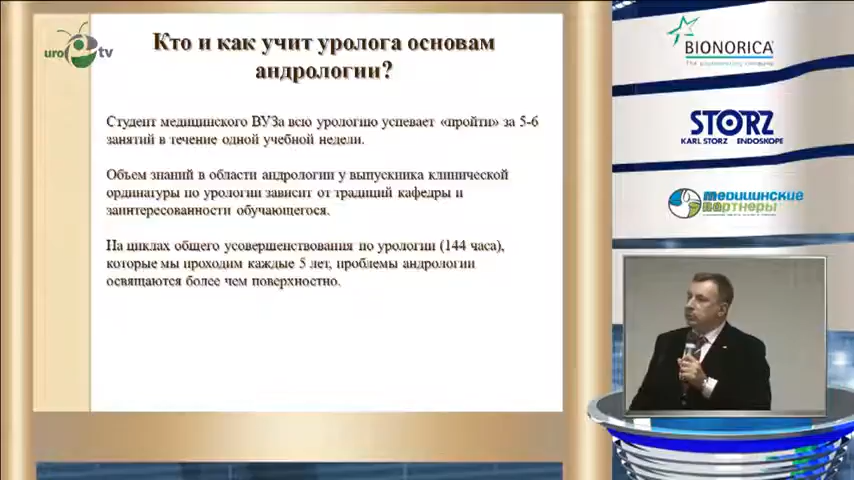 uro tv
Кто и как учит уролога основам
андрологии?
Студент медицинского ВУЗа всю урологию успевает «пройти» за 5-6
занятий в течение одной учебной недели.
Объем знаний в области андрологии у выпускника клинической
ординатуры по урологии зависит от традиций кафедры и
заинтересованности обучающегося.
На циклах общего усовершенствования по урологии (144 часа),
которые мы проходим каждые 5 лет, проблемы андрологии
освящаются более чем поверхностно.
BIONORICA
STORZ
KARL STORZ ENDOSKOPE
медицинские
партнеры